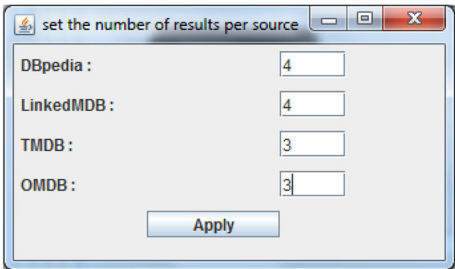 set the number of results per source
DBpedia : 4
LinkedMDB : 4
TMDB : 3
OMDB : 3
Apply